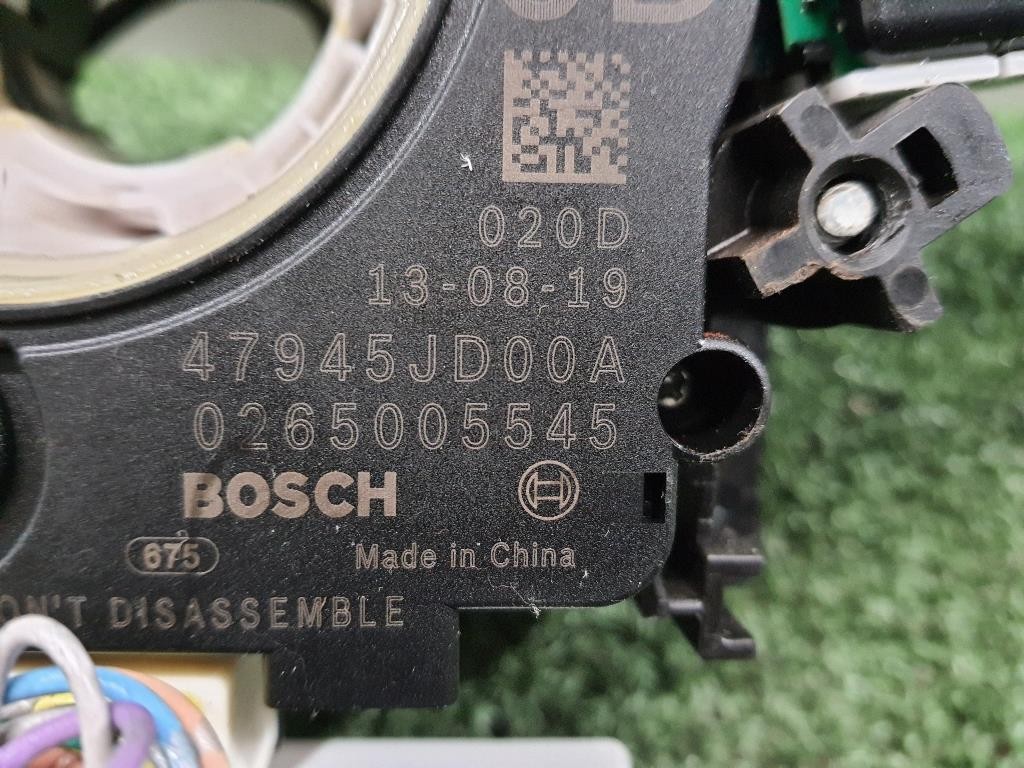 020D
13-08-19
47945JD00A
0265005545
BOSCH
675
Made in China
DISASSEMBLE